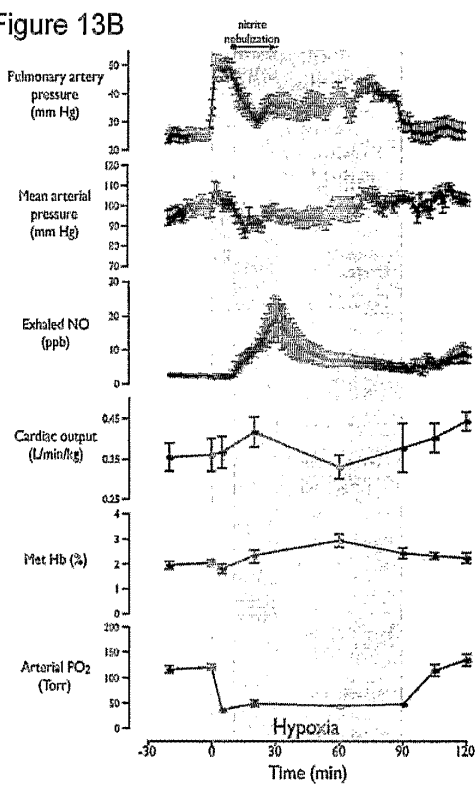 Figure 13B
nitrite
nebulization
Pulmonary artery
pressure
(mm Hg)
50
40
30
20
Mean arterial
pressure
(mm Hg)
120
110
100
90
80
70
Exhaled NO
(ppb)
30
20
10
0
Cardiac output
(L/min/kg)
0.45
0.35
0.25
Met Hb (%)
4
3
2
1
0
Arterial PO2
(Torr)
200
150
100
50
0
Hypoxia
-30 0 30 60 90 120
Time (min)